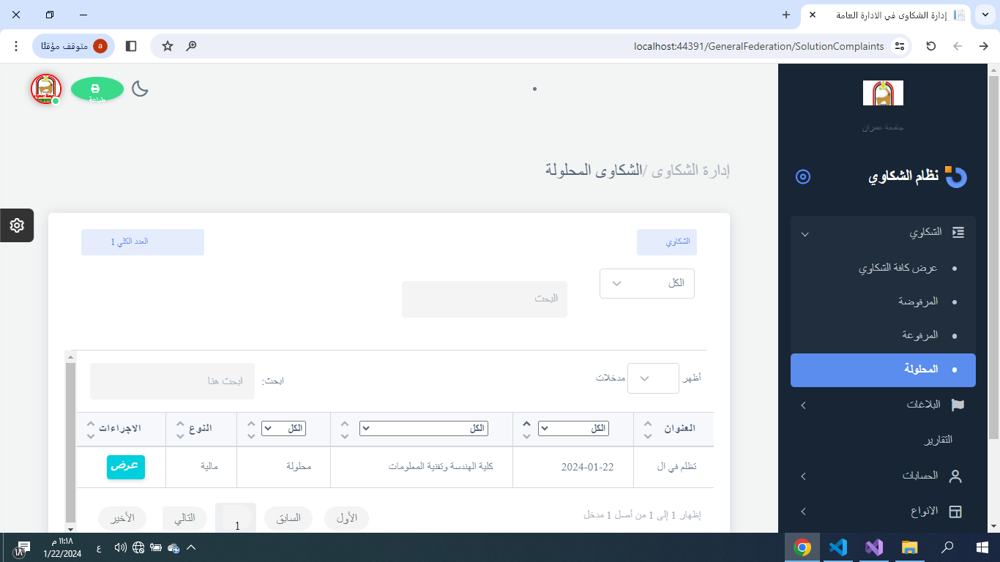 إدارة الشكاوى في الادارة العامة
localhost:44391/GeneralFederation/SolutionComplaints
متوقف مؤقتًا
a
جامعة عمران
نظام الشكاوي
الشكاوي
عرض كافة الشكاوي
المرفوضة
المرفوعة
المحلولة
البلاغات
التقارير
الحسابات
الانواع
طباعة
إدارة الشكاوى /الشكاوى المحلولة
الشكاوي
العدد الكلي 1
الكل
البحث
أظهر
مدخلات
ابحث:
ابحث هنا
العنوان
الكل
الكل
الكل
النوع
الاجراءات
تظلم في ال
2024-01-22
كلية الهندسة وتقنية المعلومات
محلولة
مالية
عرض
إظهار 1 إلى 1 من أصل 1 مدخل
الأول
السابق
1
التالي
الأخير
١١:١٨ م
1/22/2024
ع
١٨